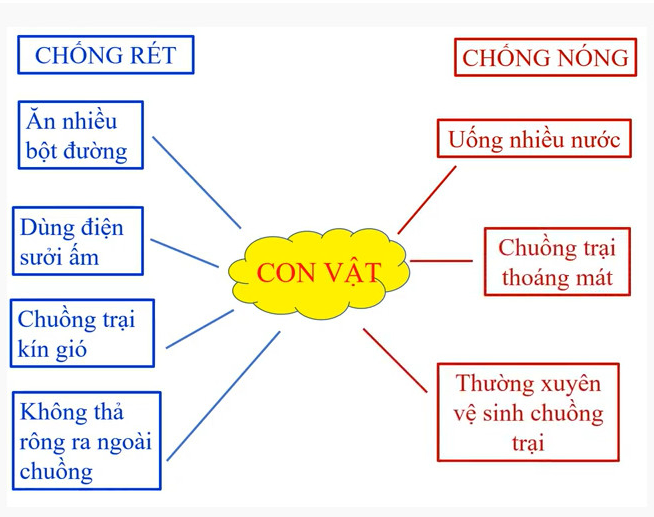 CHỐNG RÉT
CHỐNG NÓNG
Ăn nhiều
bột đường
Dùng điện
sưởi ấm
Chuồng trại
kín gió
Không thả
rông ra ngoài
chuồng
CON VẬT
Uống nhiều nước
Chuồng trại
thoáng mát
Thường xuyên
vệ sinh chuồng
trại